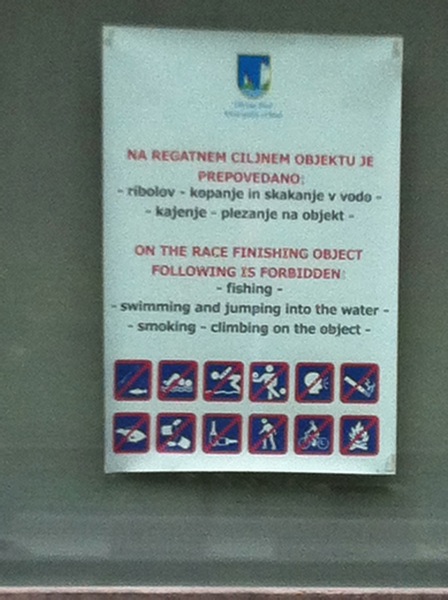 NA REGATNEM CILJNEM OBJEKTU JE
PREPOVEDANO:
- ribolov - kopanje in skakanje v vodo -
- kajenje - plezanje na objekt -
ON THE RACE FINISHING OBJECT
FOLLOWING IS FORBIDDEN:
- fishing -
- swimming and jumping into the water -
- smoking - climbing on the object -